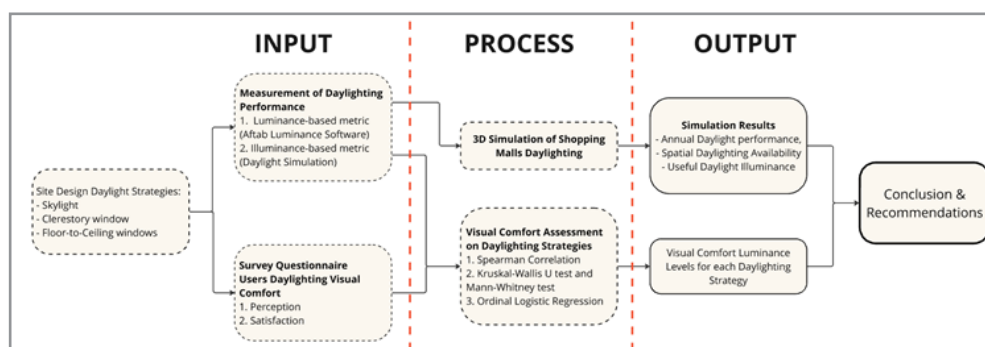 INPUT
PROCESS
OUTPUT
Site Design Daylight Strategies:
- Skylight
- Clerestory window
- Floor-to-Ceiling windows
Measurement of Daylighting
Performance
1. Luminance-based metric
(Aftab Luminance Software)
2. Illuminance-based metric
(Daylight Simulation)
Survey Questionnaire
Users Daylighting Visual
Comfort
1. Perception
2. Satisfaction
3D Simulation of Shopping
Malls Daylighting
Visual Comfort Assessment
on Daylighting Strategies
1. Spearman Correlation
2. Kruskal-Wallis U test and
Mann-Whitney test
3. Ordinal Logistic Regression
Simulation Results
- Annual Daylight performance,
- Spatial Daylighting Availability
- Useful Daylight Illuminance
Visual Comfort Luminance
Levels for each Daylighting
Strategy
Conclusion &
Recommendations